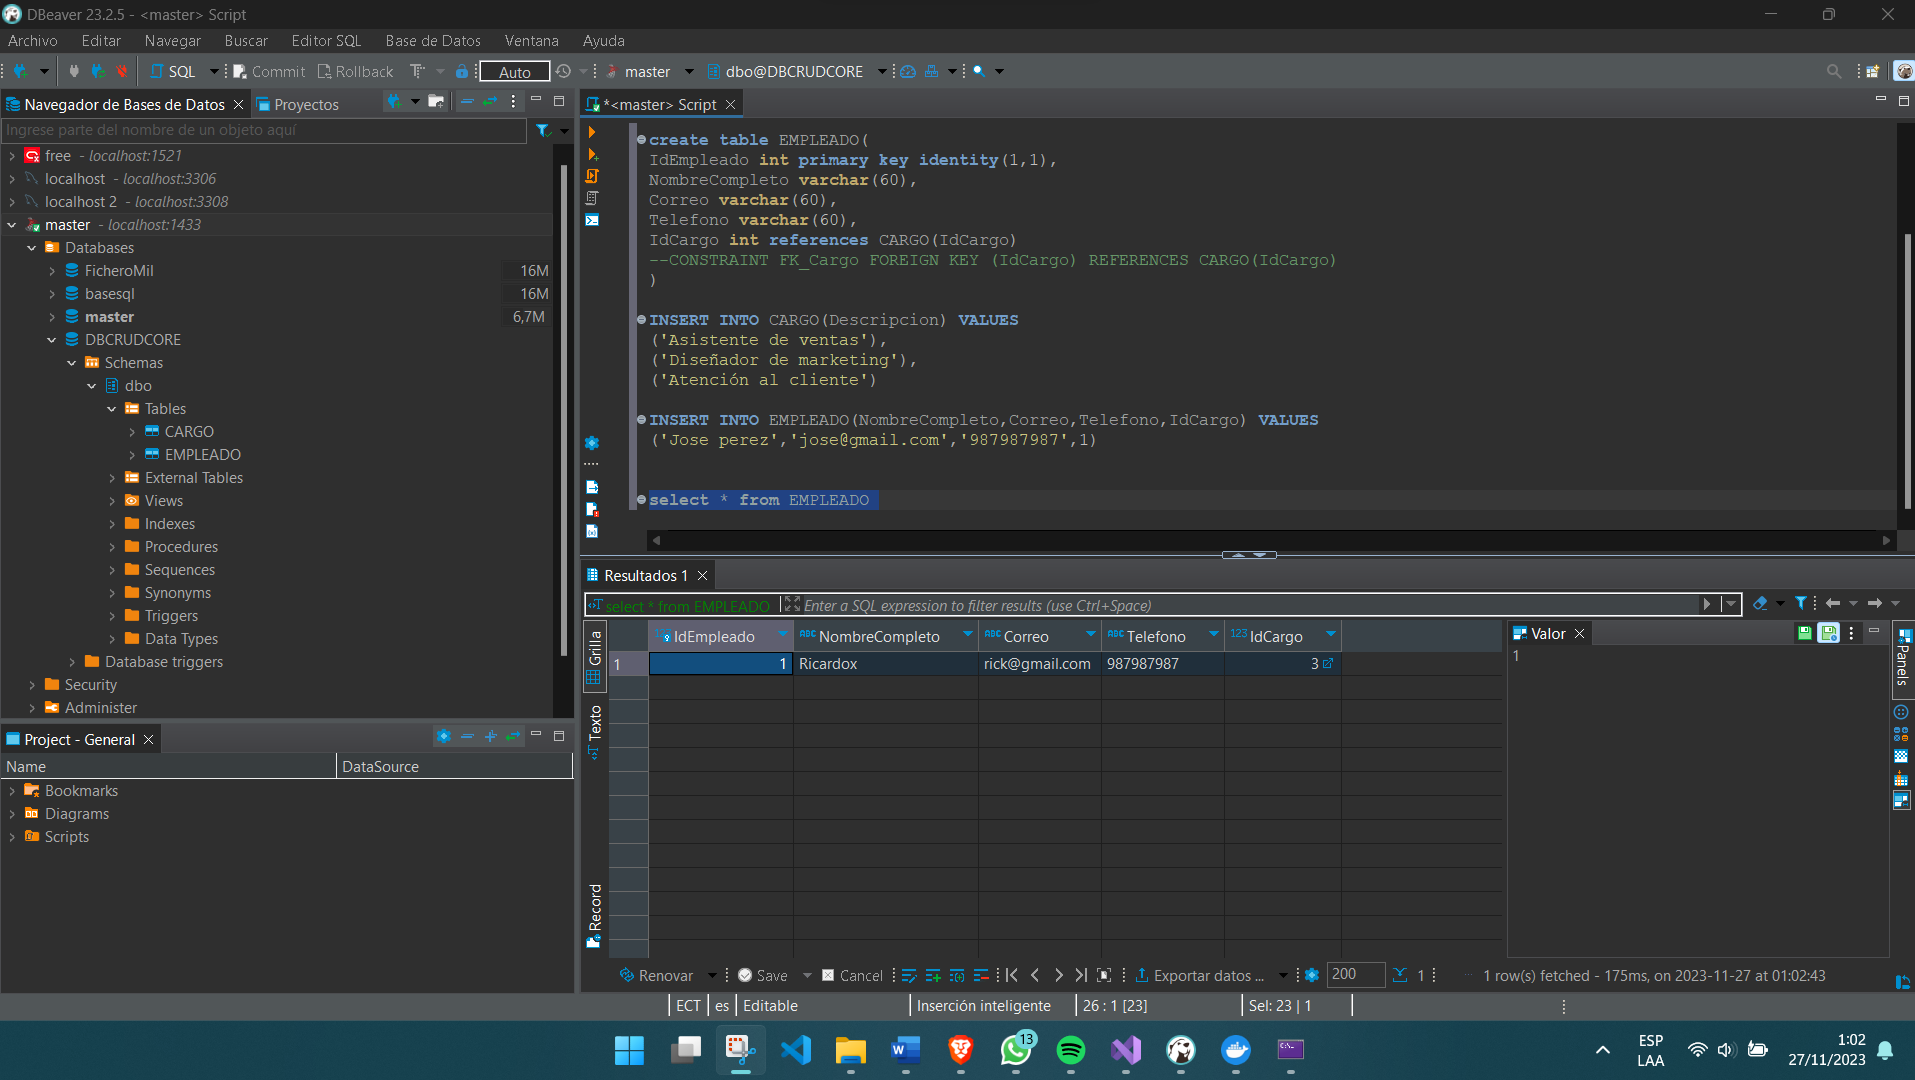 DBeaver 23.2.5 - <master> Script
Archivo Editar Navegar Buscar Editor SQL Base de Datos Ventana Ayuda
SQL Commit Rollback Auto master dbo@DBCRUDCORE
Navegador de Bases de Datos Proyectos
Ingrese parte del nombre de un objeto aquí
free - localhost:1521
localhost - localhost:3306
localhost 2 - localhost:3308
master - localhost:1433
Databases
FicheroMil 16M
basesql 16M
master 6,7M
DBCRUDCORE
Schemas
dbo
Tables
CARGO
EMPLEADO
External Tables
Views
Indexes
Procedures
Sequences
Synonyms
Triggers
Data Types
Database triggers
Security
Administer
Project - General
Name DataSource
Bookmarks
Diagrams
Scripts
*<master> Script
create table EMPLEADO(
IdEmpleado int primary key identity(1,1),
NombreCompleto varchar(60),
Correo varchar(60),
Telefono varchar(60),
IdCargo int references CARGO(IdCargo)
--CONSTRAINT FK_Cargo FOREIGN KEY (IdCargo) REFERENCES CARGO(IdCargo)
)
INSERT INTO CARGO(Descripcion) VALUES
('Asistente de ventas'),
('Diseñador de marketing'),
('Atención al cliente')
INSERT INTO EMPLEADO(NombreCompleto,Correo,Telefono,IdCargo) VALUES
('Jose perez','jose@gmail.com','987987987',1)
select * from EMPLEADO
Resultados 1
select * from EMPLEADO Enter a SQL expression to filter results (use Ctrl+Space)
Grilla
Texto
Record
123 IdEmpleado ABC NombreCompleto ABC Correo ABC Telefono 123 IdCargo
1 1 Ricardox rick@gmail.com 987987987 3
Valor
1
Panels
Renovar Save Cancel Exportar datos ... 200 1 1 row(s) fetched - 175ms, on 2023-11-27 at 01:02:43
ECT es Editable Inserción inteligente 26 : 1 [23] Sel: 23 | 1
13
ESP
LAA
1:02
27/11/2023